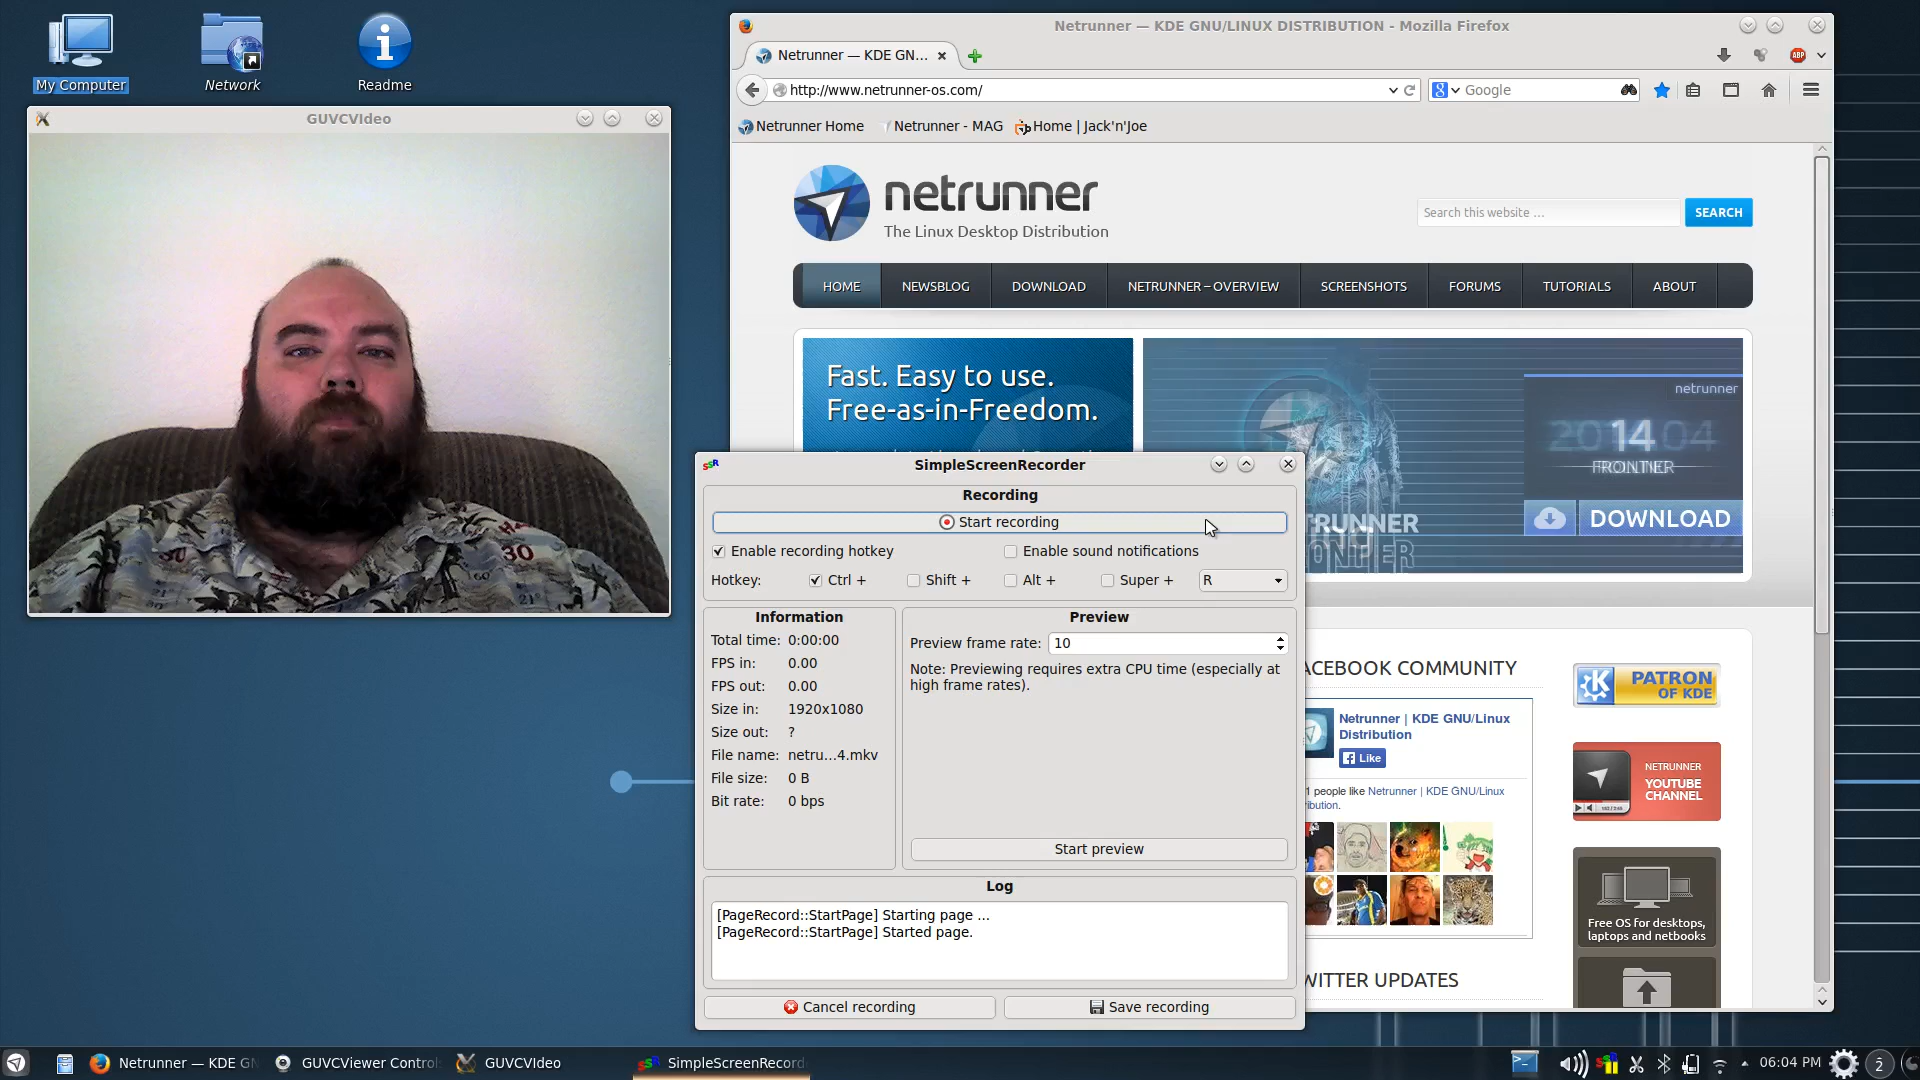 My Computer
Network
Readme
GUVCVIdeo
Netrunner — KDE GNU/LINUX DISTRIBUTION - Mozilla Firefox
Netrunner — KDE GN...
ABP
http://www.netrunner-os.com/
Google
Netrunner Home
Netrunner - MAG
Home | Jack'n'Joe
netrunner
The Linux Desktop Distribution
Search this website ...
SEARCH
HOME
NEWSBLOG
DOWNLOAD
NETRUNNER – OVERVIEW
SCREENSHOTS
FORUMS
TUTORIALS
ABOUT
Fast. Easy to use.
Free-as-in-Freedom.
netrunner
14
FRONTIER
DOWNLOAD
SimpleScreenRecorder
Recording
Start recording
Enable recording hotkey
Enable sound notifications
Hotkey:
Ctrl +
Shift +
Alt +
Super +
R
Information
Total time: 0:00:00
FPS in: 0.00
FPS out: 0.00
Size in: 1920x1080
Size out: ?
File name: netru...4.mkv
File size: 0 B
Bit rate: 0 bps
Preview
Preview frame rate: 10
Note: Previewing requires extra CPU time (especially at
high frame rates).
Start preview
Log
[PageRecord::StartPage] Starting page ...
[PageRecord::StartPage] Started page.
Cancel recording
Save recording
ACEBOOK COMMUNITY
Netrunner | KDE GNU/Linux
Distribution
Like
1 people like Netrunner | KDE GNU/Linux
ibution.
WITTER UPDATES
PATRON
OF KDE
NETRUNNER
YOUTUBE
CHANNEL
Free OS for desktops,
laptops and netbooks
Netrunner — KDE G
GUVCViewer Contro
GUVCVIdeo
SimpleScreenRecord
06:04 PM
2